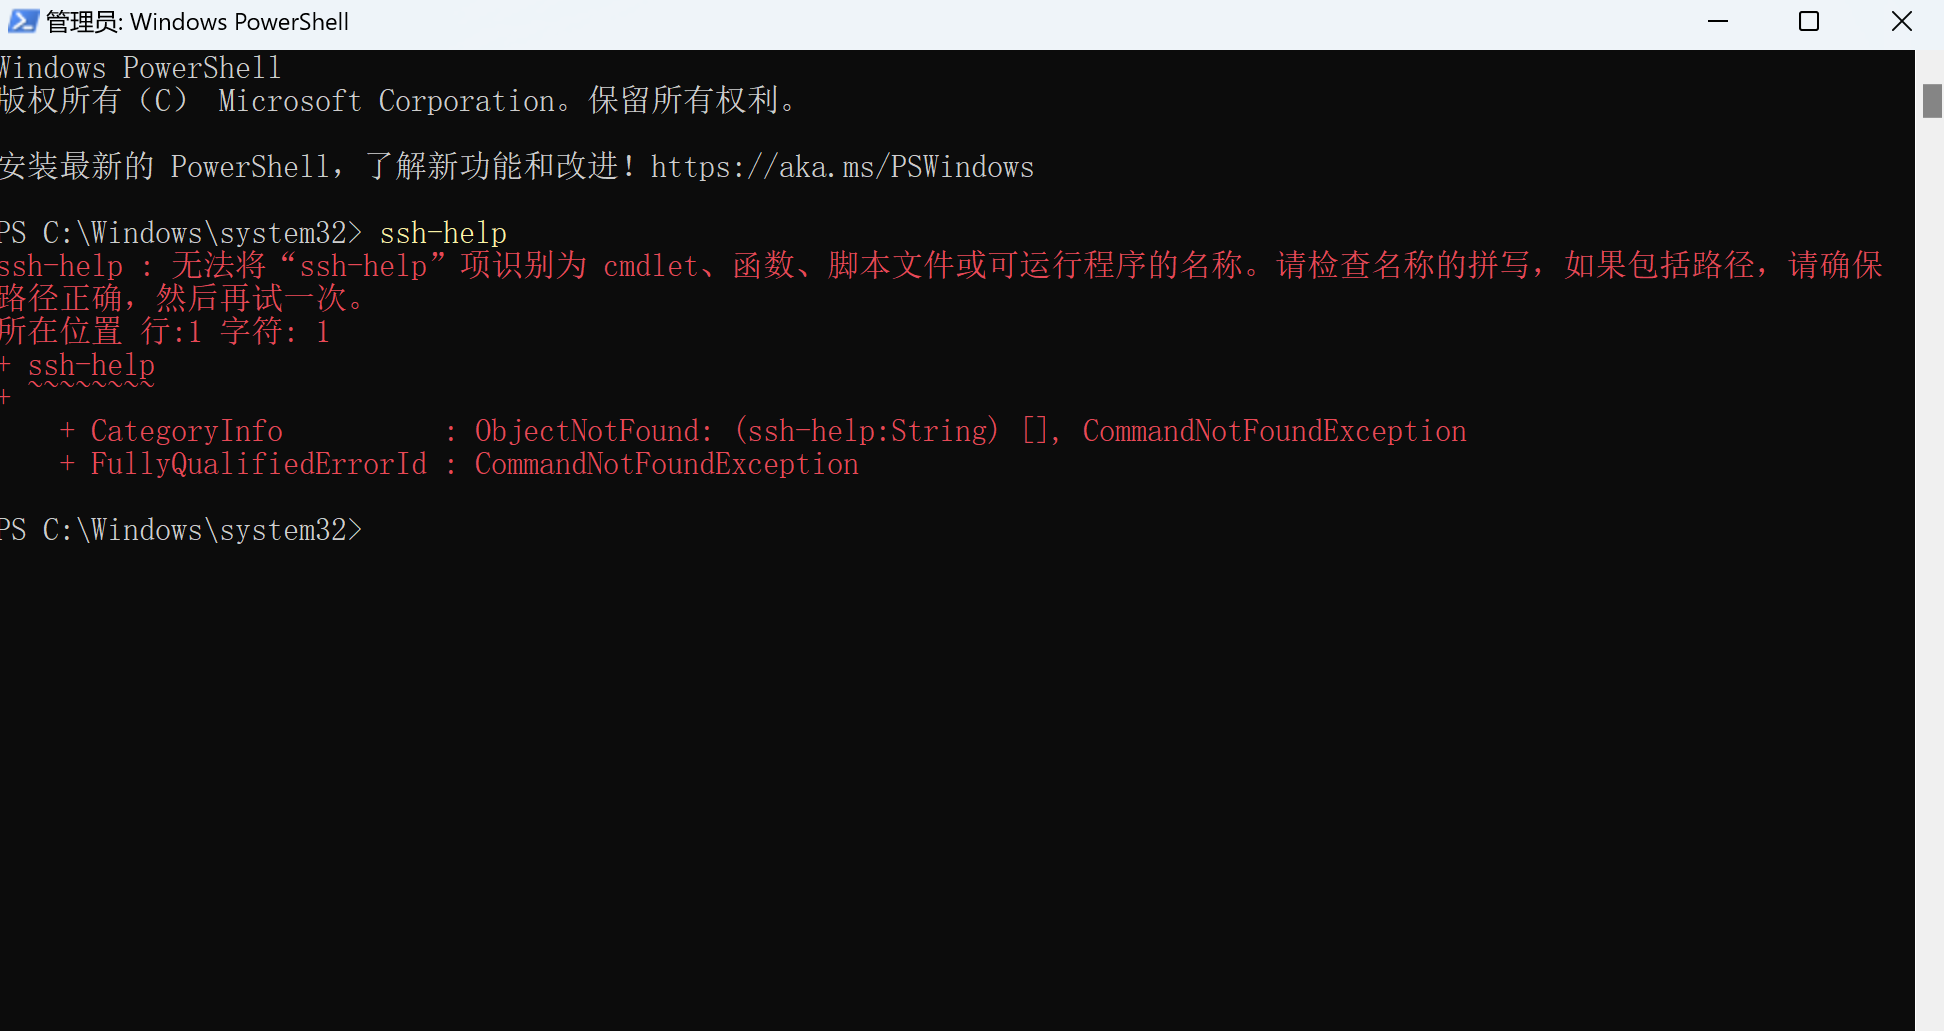 管理员: Windows PowerShell
Windows PowerShell
版权所有（C） Microsoft Corporation。保留所有权利。
安装最新的 PowerShell，了解新功能和改进！https://aka.ms/PSWindows
PS C:\Windows\system32> ssh-help
ssh-help : 无法将“ssh-help”项识别为 cmdlet、函数、脚本文件或可运行程序的名称。请检查名称的拼写，如果包括路径，请确保
路径正确，然后再试一次。
所在位置 行:1 字符: 1
+ ssh-help
+ ~~~~~~~~
+ CategoryInfo          : ObjectNotFound: (ssh-help:String) [], CommandNotFoundException
+ FullyQualifiedErrorId : CommandNotFoundException
PS C:\Windows\system32>